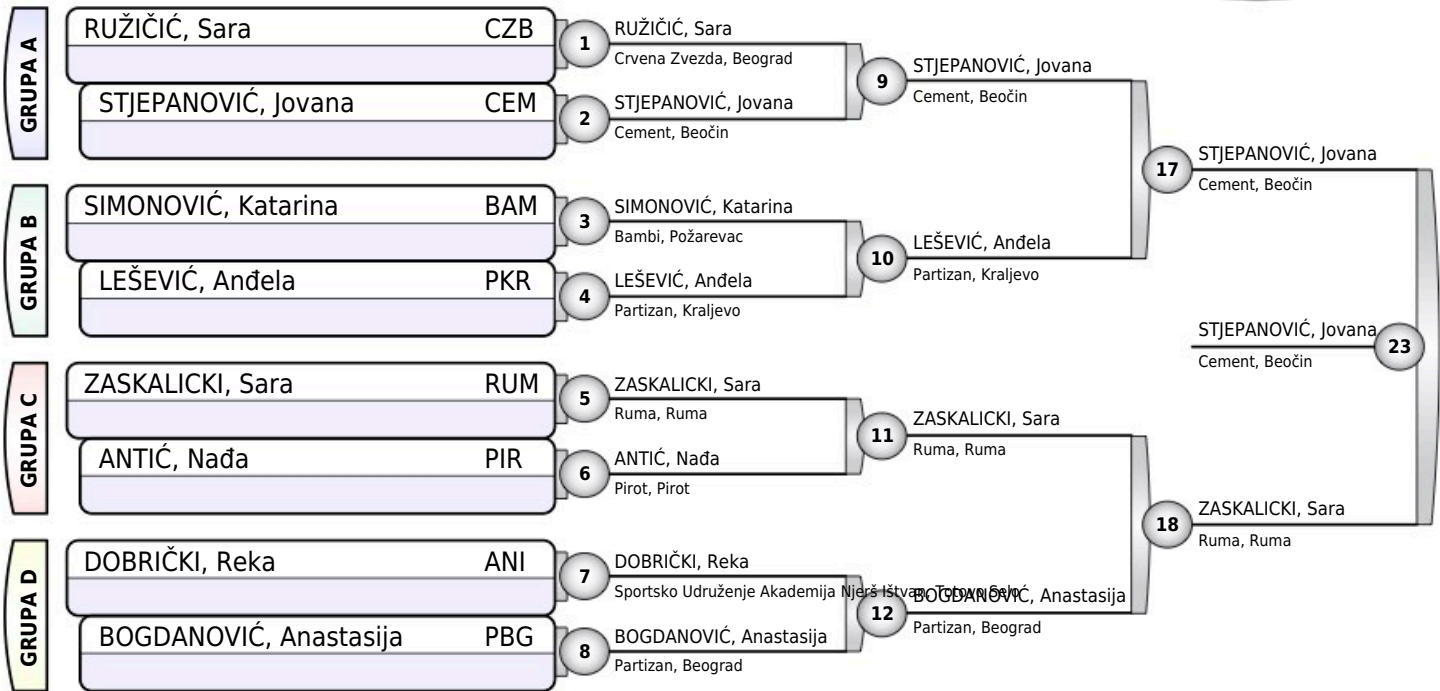 GRUPA A
RUŽIČIĆ, Sara CZB
STJEPANOVIĆ, Jovana CEM
GRUPA B
SIMONOVIĆ, Katarina BAM
LEŠEVIĆ, Anđela PKR
GRUPA C
ZASKALICKI, Sara RUM
ANTIĆ, Nađa PIR
GRUPA D
DOBRIČKI, Reka ANI
BOGDANOVIĆ, Anastasija PBG
1
RUŽIČIĆ, Sara
Crvena Zvezda, Beograd
2
STJEPANOVIĆ, Jovana
Cement, Beočin
3
SIMONOVIĆ, Katarina
Bambi, Požarevac
4
LEŠEVIĆ, Anđela
Partizan, Kraljevo
5
ZASKALICKI, Sara
Ruma, Ruma
6
ANTIĆ, Nađa
Pirot, Pirot
7
DOBRIČKI, Reka
Sportsko Udruženje Akademija Njerš Ištvan, Totovo Selo
8
BOGDANOVIĆ, Anastasija
Partizan, Beograd
9
STJEPANOVIĆ, Jovana
Cement, Beočin
10
LEŠEVIĆ, Anđela
Partizan, Kraljevo
11
ZASKALICKI, Sara
Ruma, Ruma
12
BOGDANOVIĆ, Anastasija
Partizan, Beograd
17
STJEPANOVIĆ, Jovana
Cement, Beočin
18
ZASKALICKI, Sara
Ruma, Ruma
23
STJEPANOVIĆ, Jovana
Cement, Beočin